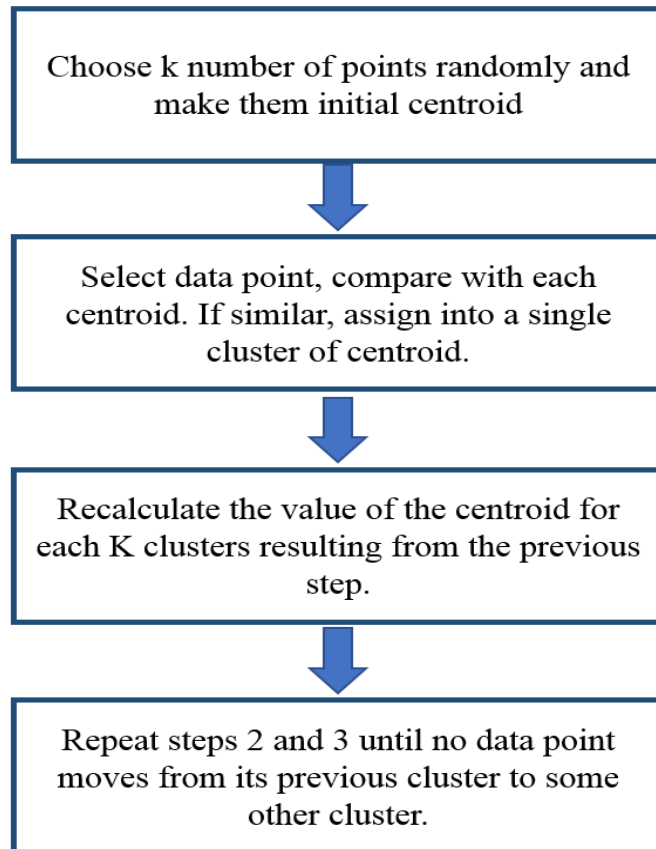 Choose k number of points randomly and
make them initial centroid
Select data point, compare with each
centroid. If similar, assign into a single
cluster of centroid.
Recalculate the value of the centroid for
each K clusters resulting from the previous
step.
Repeat steps 2 and 3 until no data point
moves from its previous cluster to some
other cluster.